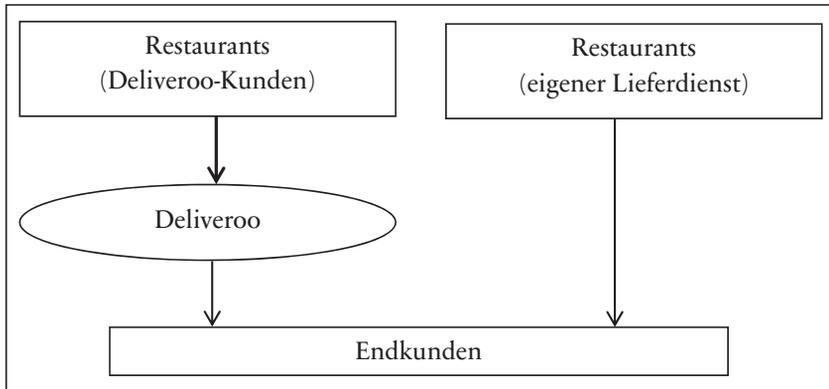 Restaurants
(Deliveroo-Kunden)
Restaurants
(eigener Lieferdienst)
Deliveroo
Endkunden